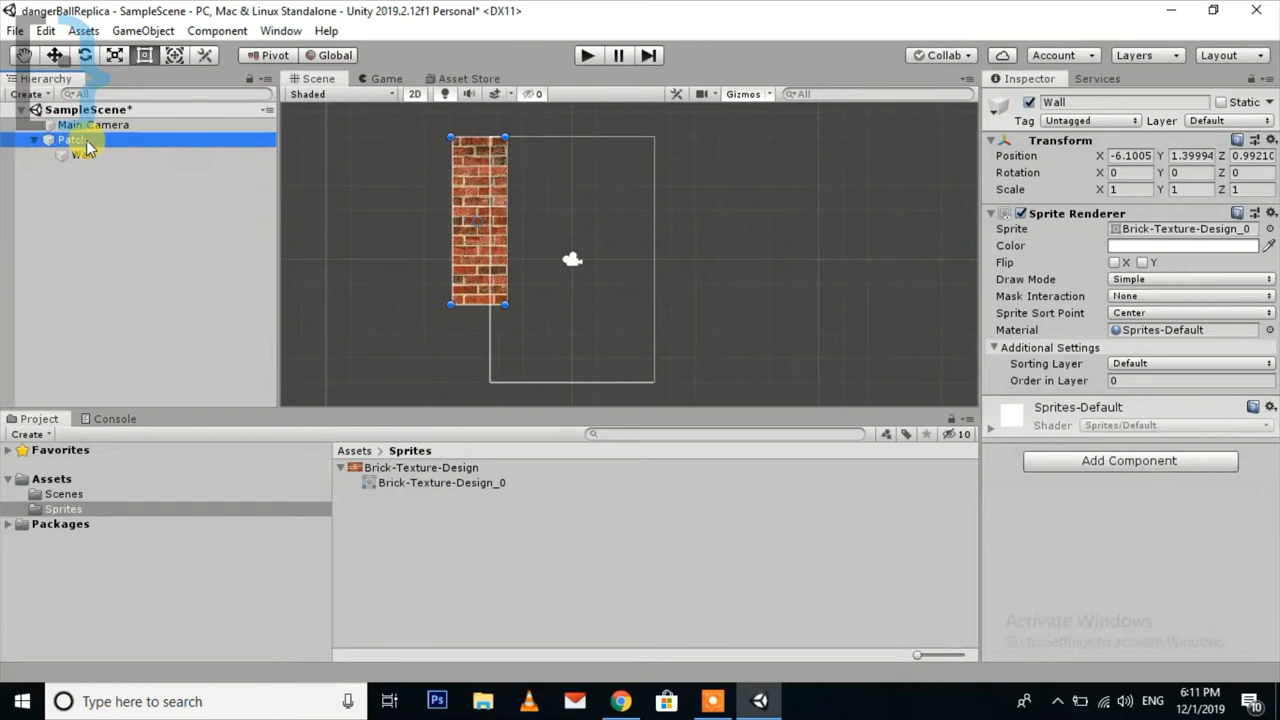 dangerBallReplica - SampleScene - PC, Mac & Linux Standalone - Unity 2019.2.12f1 Personal* <DX11>
File Edit Assets GameObject Component Window Help
Pivot Global Collab Account Layers Layout
Hierarchy Scene Game Asset Store Inspector Services
Create All Shaded 2D 0 Gizmos All Wall Static
SampleScene* Tag Untagged Layer Default
Main Camera Transform
Patch Position X -6.1005 Y 1.39994 Z 0.99210
Rotation X 0 Y 0 Z 0
Scale X 1 Y 1 Z 1
Sprite Renderer
Sprite Brick-Texture-Design_0
Color
Flip X Y
Draw Mode Simple
Mask Interaction None
Sprite Sort Point Center
Material Sprites-Default
Additional Settings
Sorting Layer Default
Order in Layer 0
Sprites-Default
Shader Sprites/Default
Add Component
Project Console
Create 10
Favorites Assets Sprites
Brick-Texture-Design
Assets Brick-Texture-Design_0
Scenes
Sprites
Packages
Activate Windows
Go to Settings to activate Windows.
Type here to search ENG 6:11 PM
12/1/2019 10